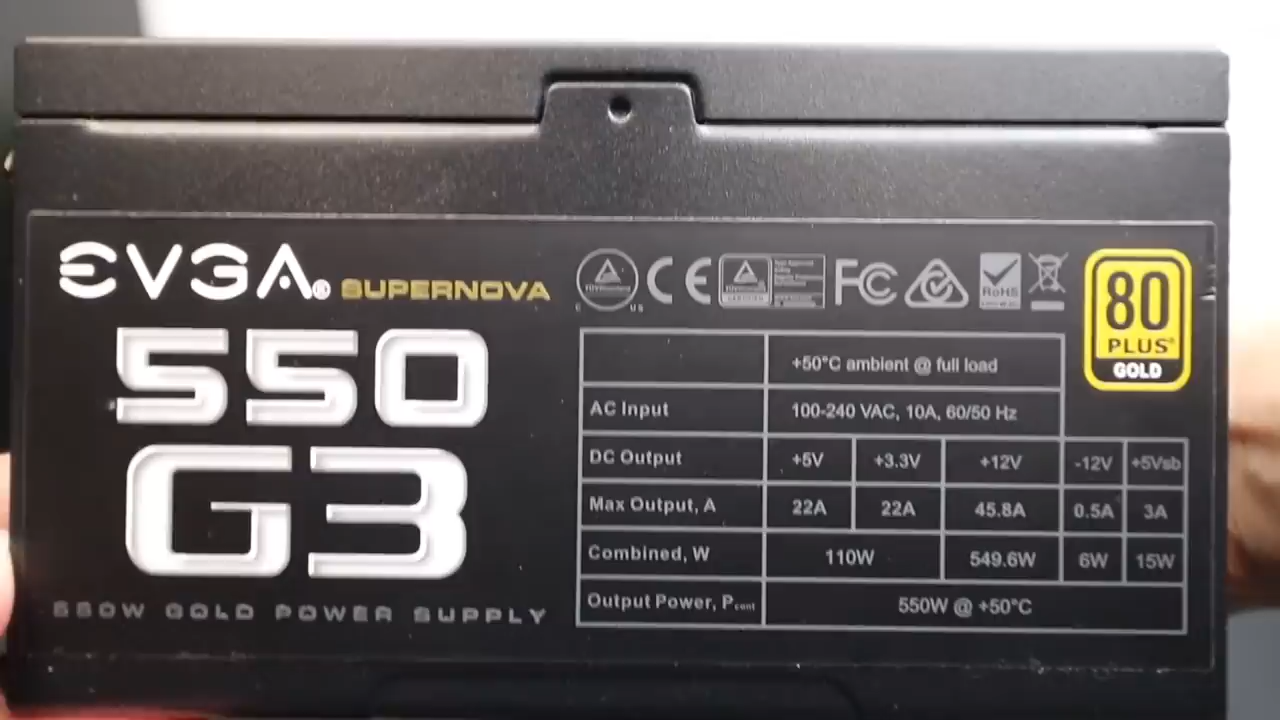 EVGA® SUPERNOVA
550
G3
550W GOLD POWER SUPPLY
C US
CE
FC
RoHS
80
PLUS®
GOLD
+50°C ambient @ full load
AC Input 100-240 VAC, 10A, 60/50 Hz
DC Output +5V +3.3V +12V -12V +5Vsb
Max Output, A 22A 22A 45.8A 0.5A 3A
Combined, W 110W 549.6W 6W 15W
Output Power, Pcont 550W @ +50°C